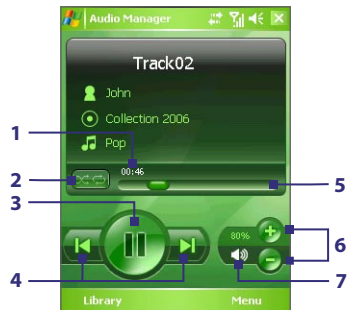 Audio Manager
Track02
John
Collection 2006
Pop
1
00:46
2
5
3
80%
6
4
7
Library Menu